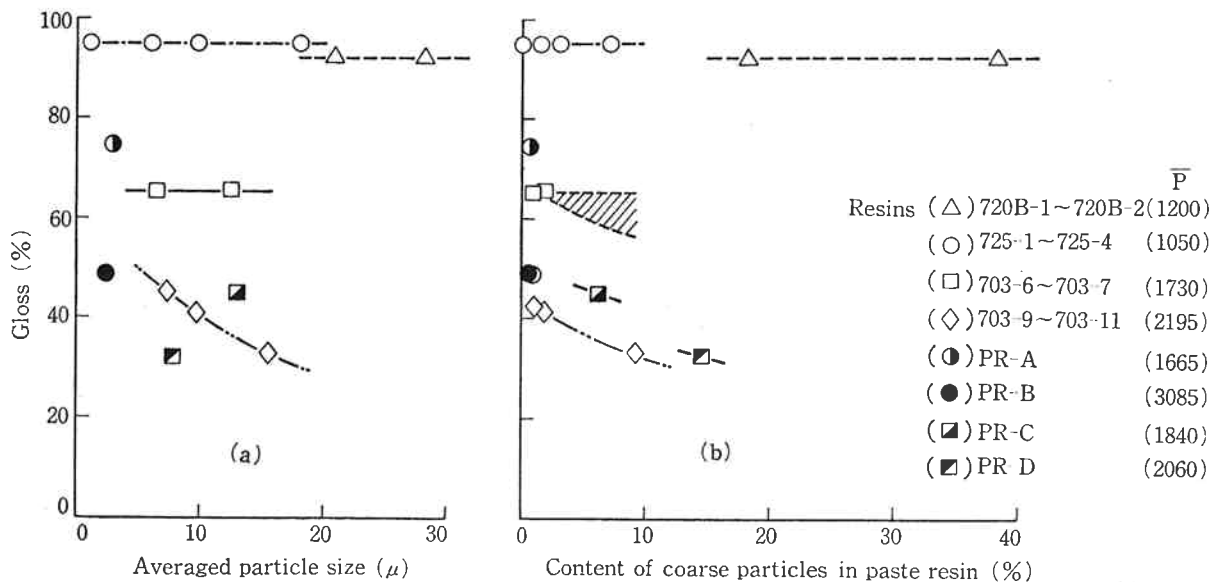 100
80
60
40
20
0
Gloss (%)
(a)
0 10 20 30
Averaged particle size (μ)
(b)
0 10 20 30 40
Content of coarse particles in paste resin (%)
P̅
Resins (△) 720B-1~720B-2 (1200)
(○) 725-1~725-4 (1050)
(□) 703-6~703-7 (1730)
(◇) 703-9~703-11 (2195)
(◑) PR-A (1665)
(●) PR-B (3085)
(◪) PR-C (1840)
(◩) PR-D (2060)